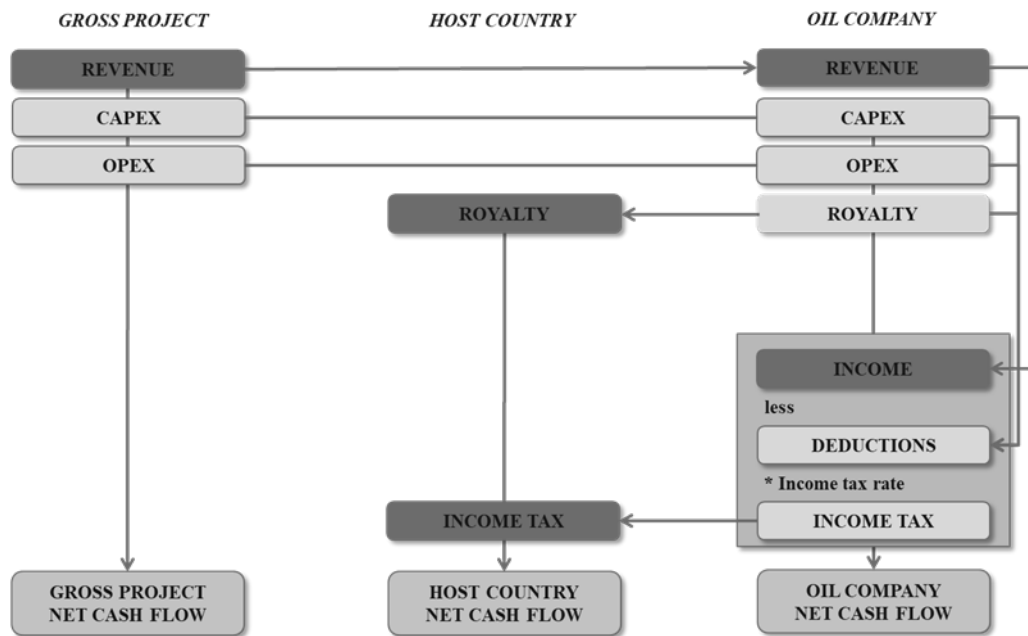 GROSS PROJECT
HOST COUNTRY
OIL COMPANY
REVENUE
REVENUE
CAPEX
CAPEX
OPEX
OPEX
ROYALTY
ROYALTY
INCOME
less
DEDUCTIONS
* Income tax rate
INCOME TAX
INCOME TAX
GROSS PROJECT
NET CASH FLOW
HOST COUNTRY
NET CASH FLOW
OIL COMPANY
NET CASH FLOW